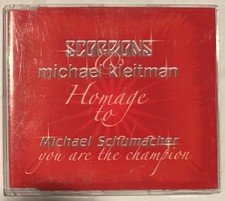 SCORPIONS
&
michael kleitman
Homage
to
Michael Schumacher
you are the champion